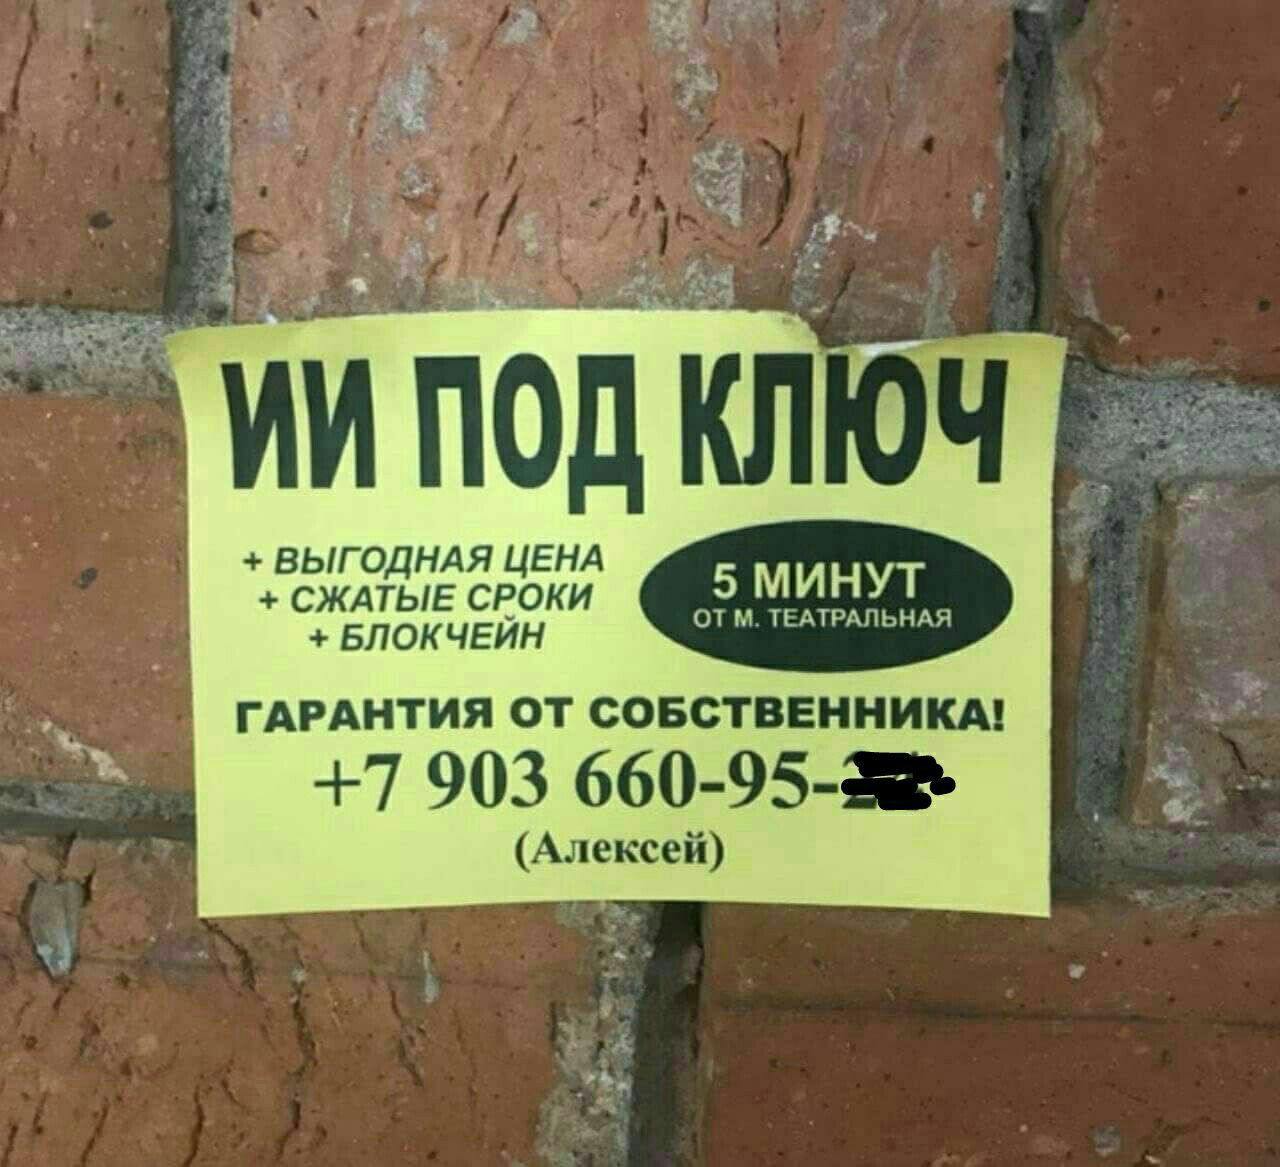 ИИ ПОД КЛЮЧ
+ ВЫГОДНАЯ ЦЕНА
+ СЖАТЫЕ СРОКИ
+ БЛОКЧЕЙН
5 МИНУТ
ОТ М. ТЕАТРАЛЬНАЯ
ГАРАНТИЯ ОТ СОБСТВЕННИКА!
+7 903 660-95-
(Алексей)